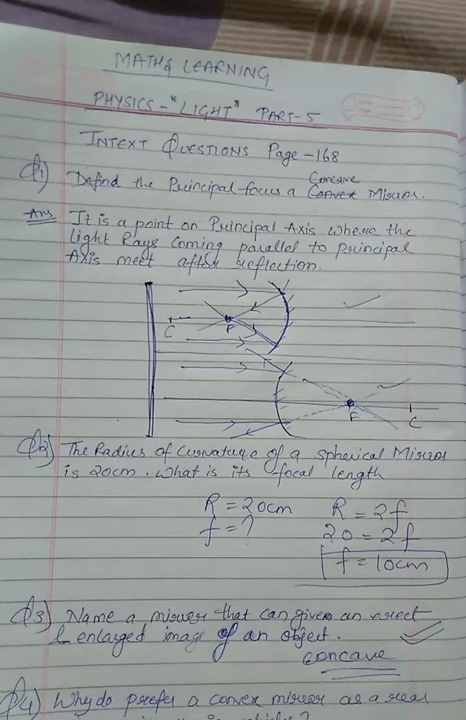 MATHS LEARNING
PHYSICS - "LIGHT" PART-5
INTEXT QUESTIONS Page -168
Q1) Defind the Principal focus a Concave Mirror.
Ans It is a point on Principal Axis where the
light Rays coming parallel to principal
Axis meet after reflection.
C F
F C
Q2) The Radius of Curvature of a spherical Mirror
is 20cm. What is its focal length
R = 20cm R = 2f
f = ? 20 = 2f
f = 10cm
Q3) Name a mirror that can given an erect
& enlarged image of an object.
concave
Q4) Why do prefer a convex mirror as a rear